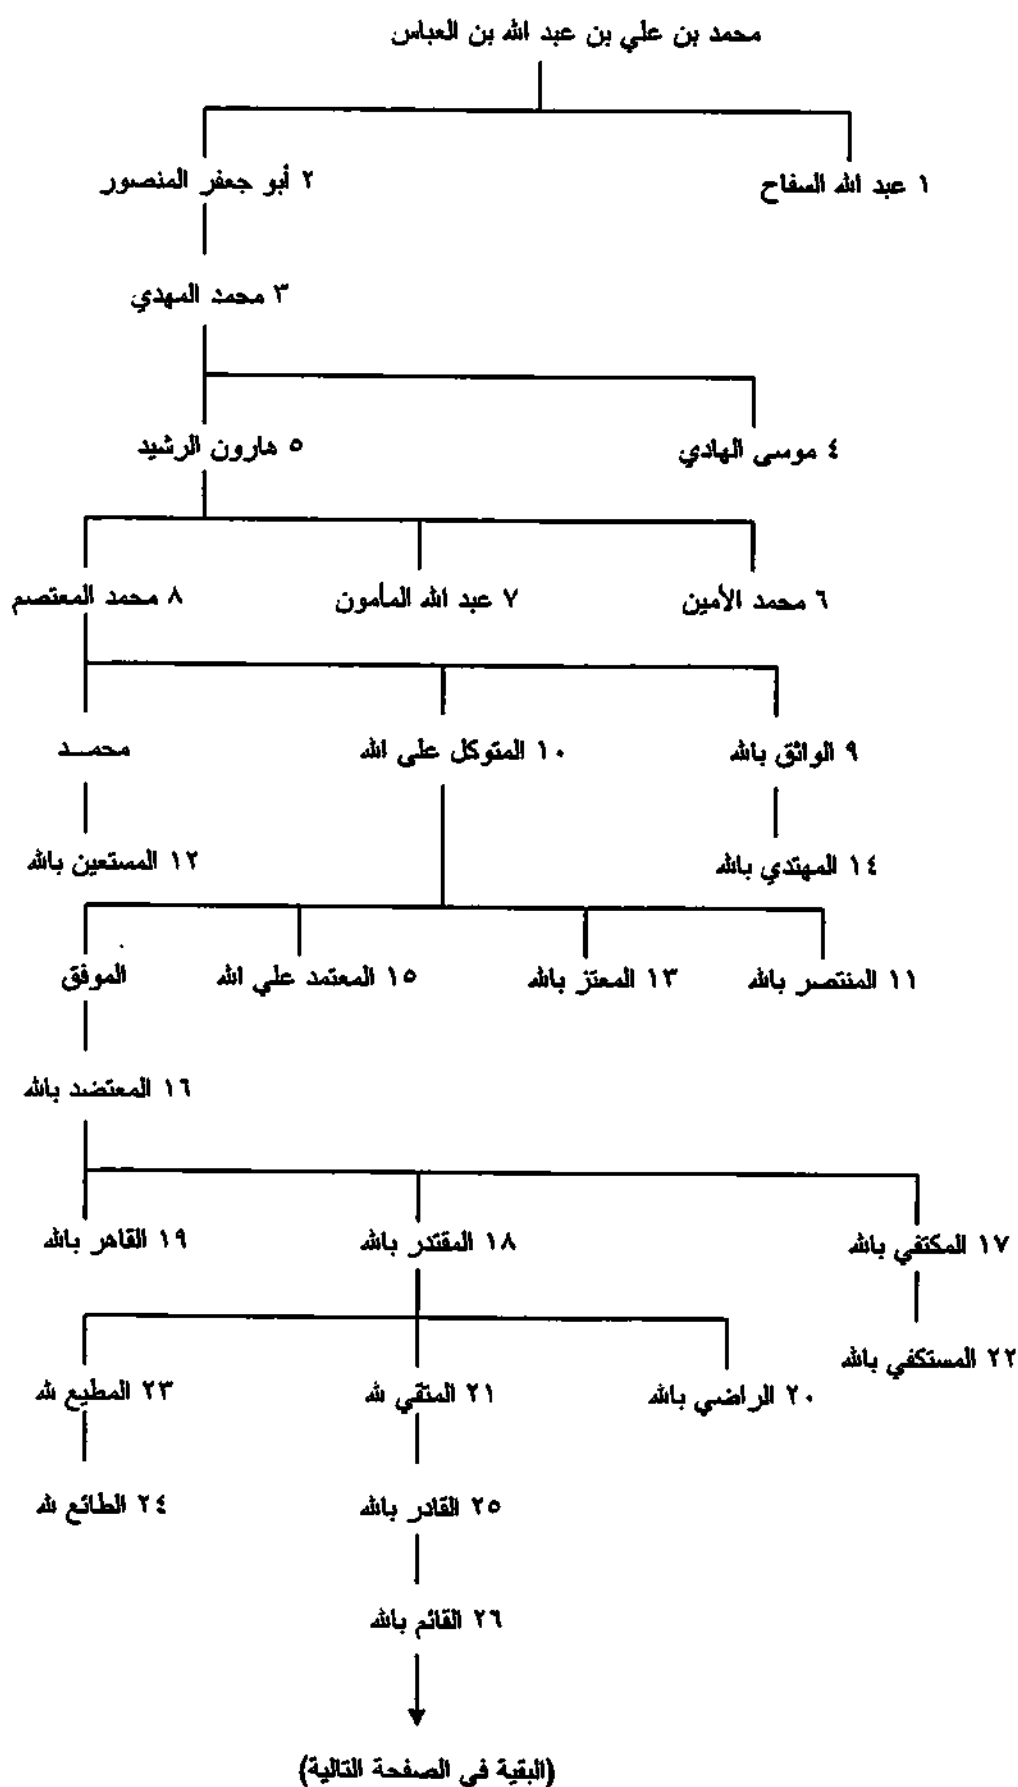 محمد بن علي بن عبد الله بن العباس
١ عبد الله السفاح
٢ أبو جعفر المنصور
٣ محمد المهدي
٤ موسى الهادي
٥ هارون الرشيد
٦ محمد الأمين
٧ عبد الله المأمون
٨ محمد المعتصم
٩ الواثق بالله
١٠ المتوكل على الله
محمــد
١٤ المهتدي بالله
١٢ المستعين بالله
١١ المنتصر بالله
١٣ المعتز بالله
١٥ المعتمد علي الله
الموفق
١٦ المعتضد بالله
١٧ المكتفي بالله
١٨ المقتدر بالله
١٩ القاهر بالله
٢٢ المستكفي بالله
٢٠ الراضي بالله
٢١ المتقي لله
٢٣ المطيع لله
٢٥ القادر بالله
٢٤ الطائع لله
٢٦ القائم بالله
(البقية في الصفحة التالية)